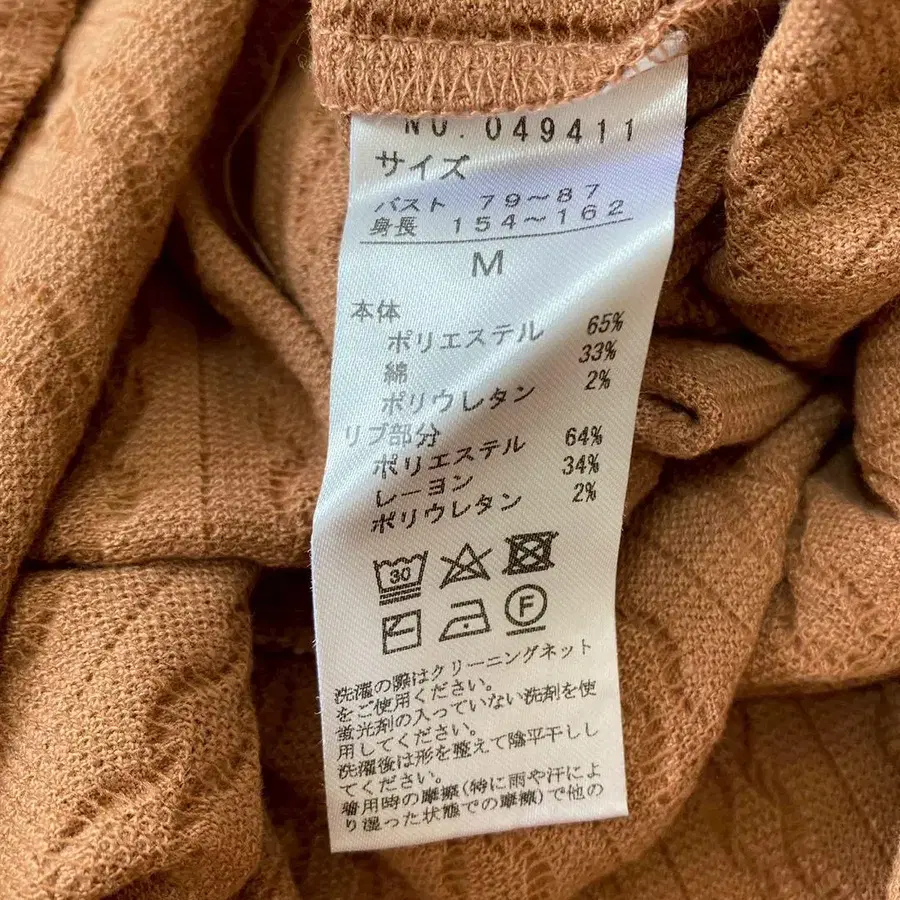 NO. 049411
サイズ
バスト 79～87
身長 154～162
M
本体
ポリエステル 65%
綿 33%
ポリウレタン 2%
リブ部分
ポリエステル 64%
レーヨン 34%
ポリウレタン 2%
30
F
洗濯の際はクリーニングネット
をご使用ください。
蛍光剤の入っていない洗剤を使
用してください。
洗濯後は形を整えて陰平干しし
てください。
着用時の摩擦(特に雨や汗によ
り湿った状態での摩擦)で他の